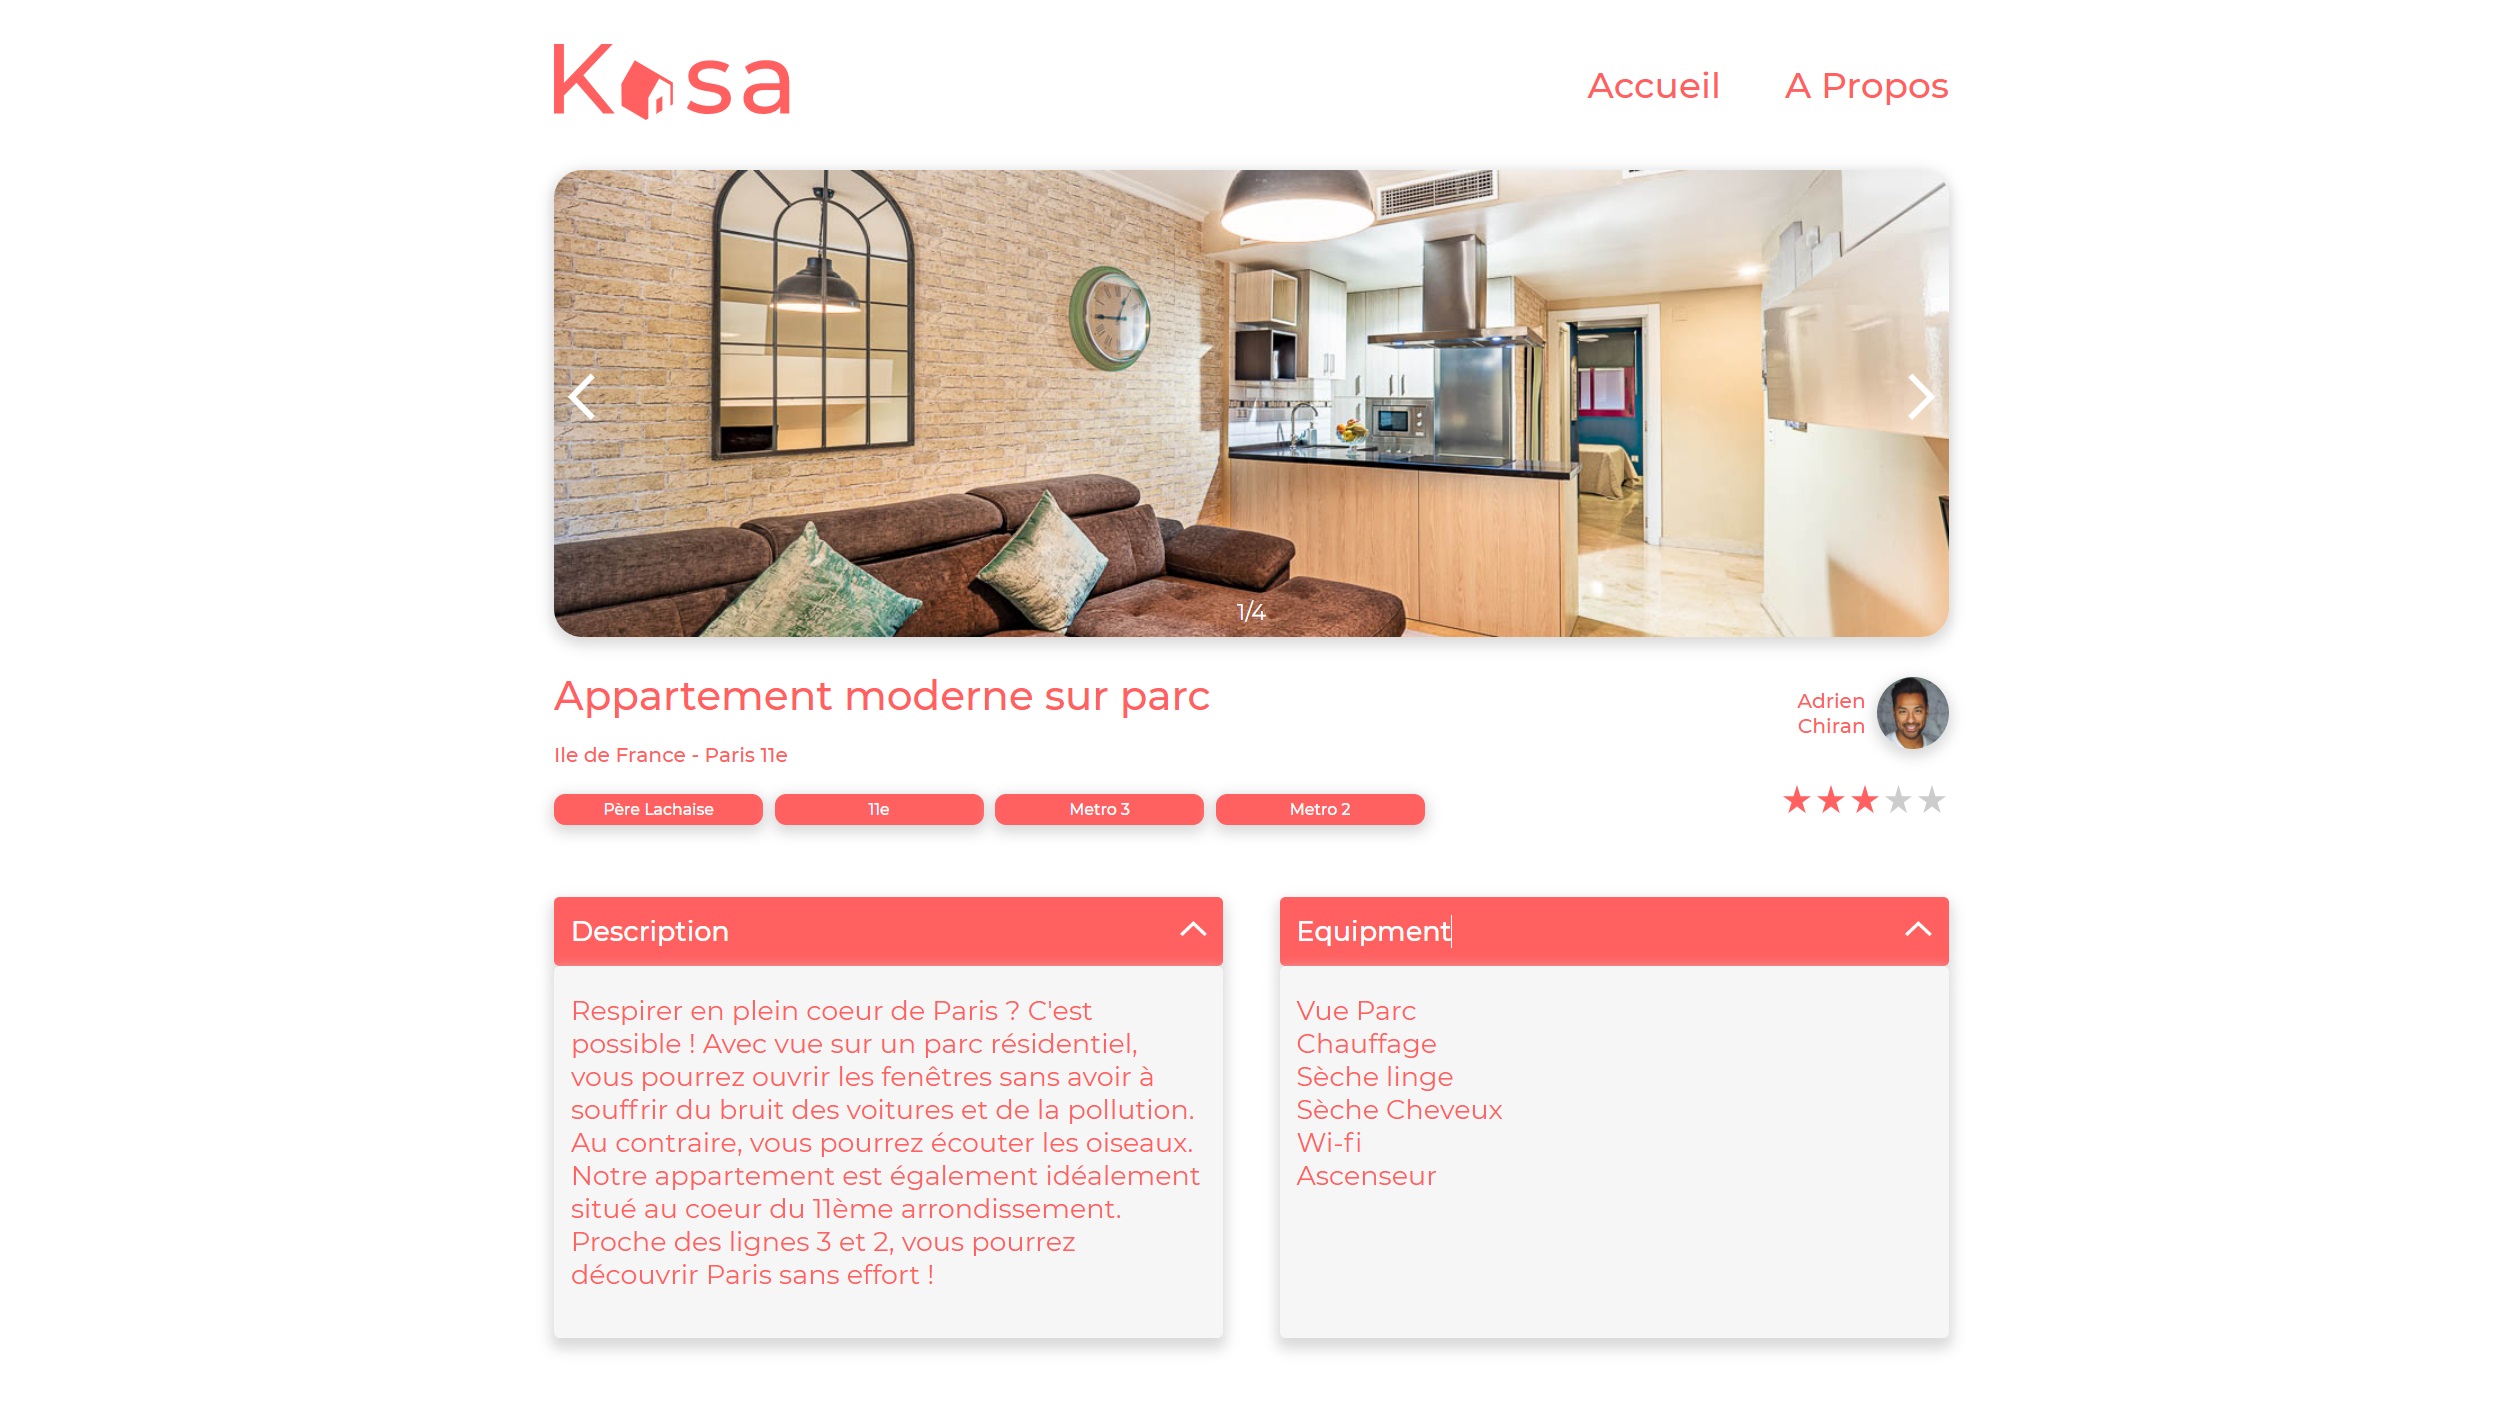 Kasa
Accueil
A Propos
1/4
Appartement moderne sur parc
Adrien
Chiran
Ile de France - Paris 11e
Père Lachaise
11e
Metro 3
Metro 2
Description
Respirer en plein coeur de Paris ? C'est
possible ! Avec vue sur un parc résidentiel,
vous pourrez ouvrir les fenêtres sans avoir à
souffrir du bruit des voitures et de la pollution.
Au contraire, vous pourrez écouter les oiseaux.
Notre appartement est également idéalement
situé au coeur du 11ème arrondissement.
Proche des lignes 3 et 2, vous pourrez
découvrir Paris sans effort !
Equipment
Vue Parc
Chauffage
Sèche linge
Sèche Cheveux
Wi-fi
Ascenseur